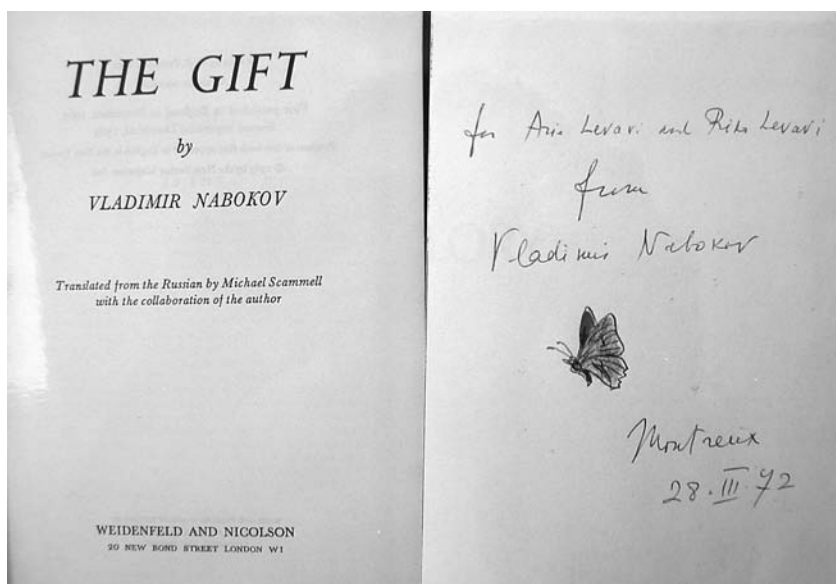 THE GIFT
by
VLADIMIR NABOKOV
Translated from the Russian by Michael Scammell
with the collaboration of the author
WEIDENFELD AND NICOLSON
20 NEW BOND STREET LONDON W1
for Aria Levavi and Rika Levavi
from
Vladimir Nabokov
Montreux
28.III.72